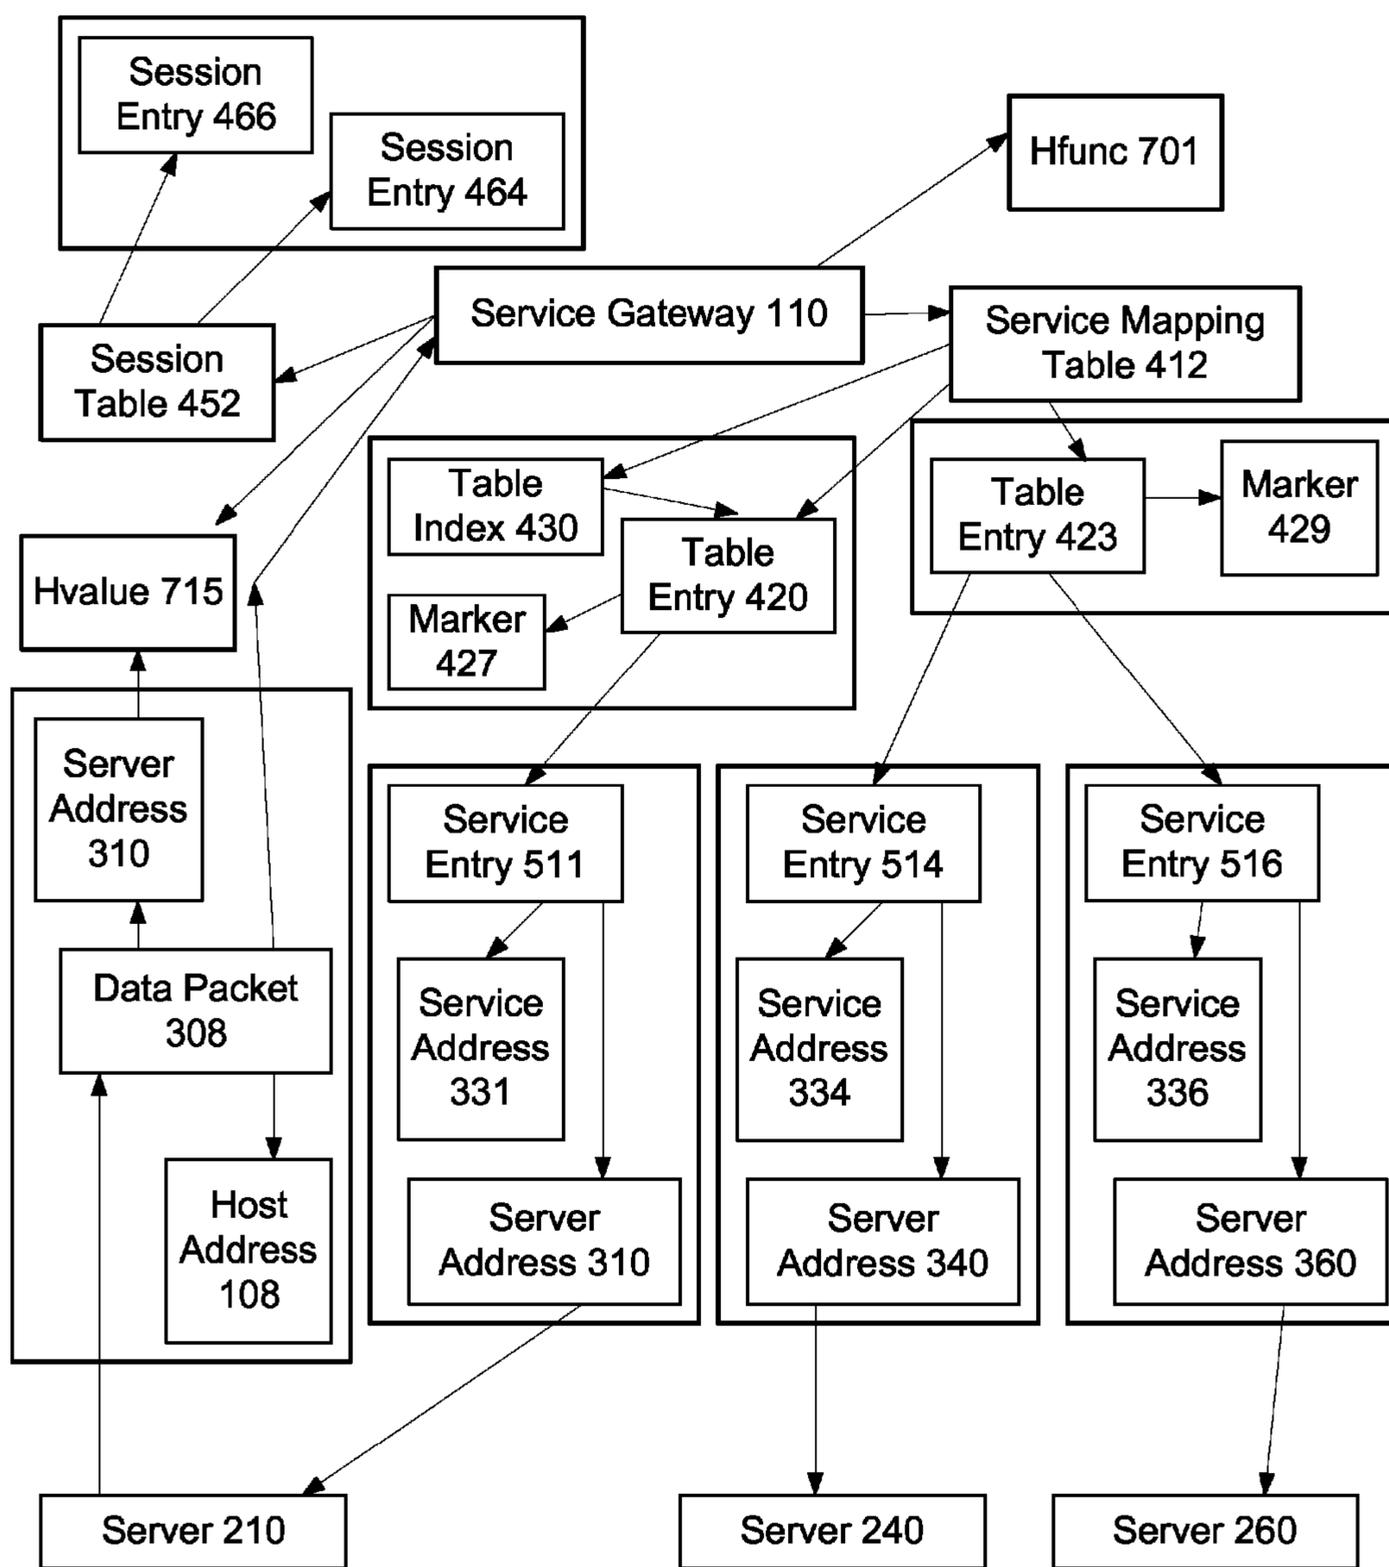 Session
Entry 466
Session
Entry 464
Hfunc 701
Service Gateway 110
Service Mapping
Table 412
Session
Table 452
Table
Index 430
Table
Entry 420
Marker
427
Table
Entry 423
Marker
429
Hvalue 715
Server
Address
310
Data Packet
308
Host
Address
108
Service
Entry 511
Service
Address
331
Server
Address 310
Service
Entry 514
Service
Address
334
Server
Address 340
Service
Entry 516
Service
Address
336
Server
Address 360
Server 210
Server 240
Server 260